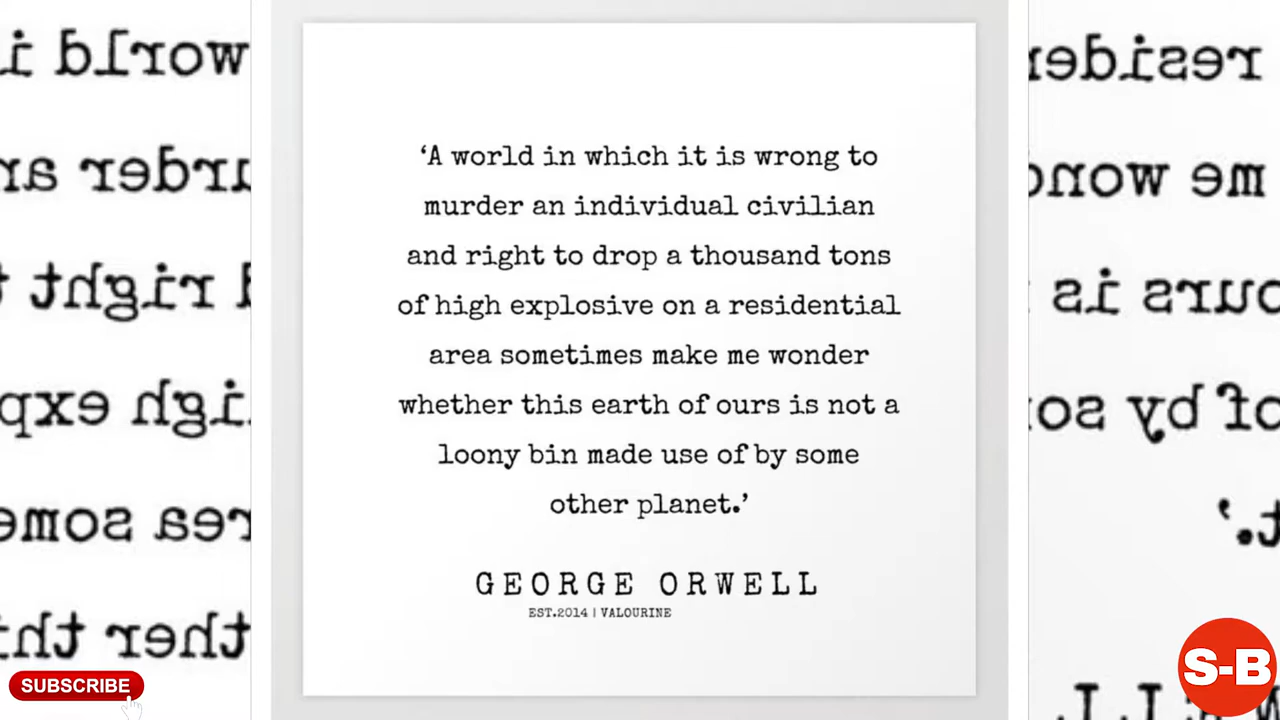 ‘A world in which it is wrong to
murder an individual civilian
and right to drop a thousand tons
of high explosive on a residential
area sometimes make me wonder
whether this earth of ours is not a
loony bin made use of by some
other planet.’
GEORGE ORWELL
EST.2014 | VALOURINE
SUBSCRIBE
S-B